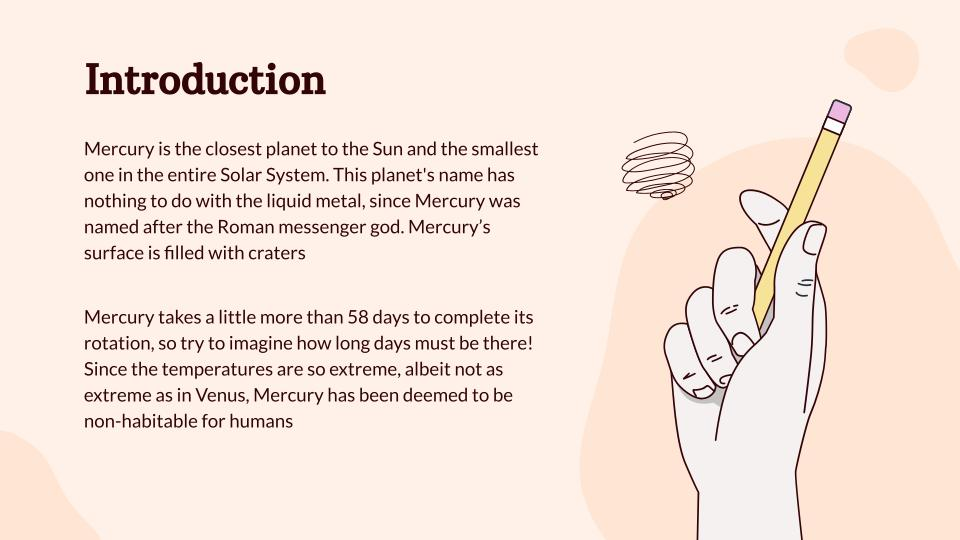 Introduction
Mercury is the closest planet to the Sun and the smallest
one in the entire Solar System. This planet's name has
nothing to do with the liquid metal, since Mercury was
named after the Roman messenger god. Mercury’s
surface is filled with craters
Mercury takes a little more than 58 days to complete its
rotation, so try to imagine how long days must be there!
Since the temperatures are so extreme, albeit not as
extreme as in Venus, Mercury has been deemed to be
non-habitable for humans